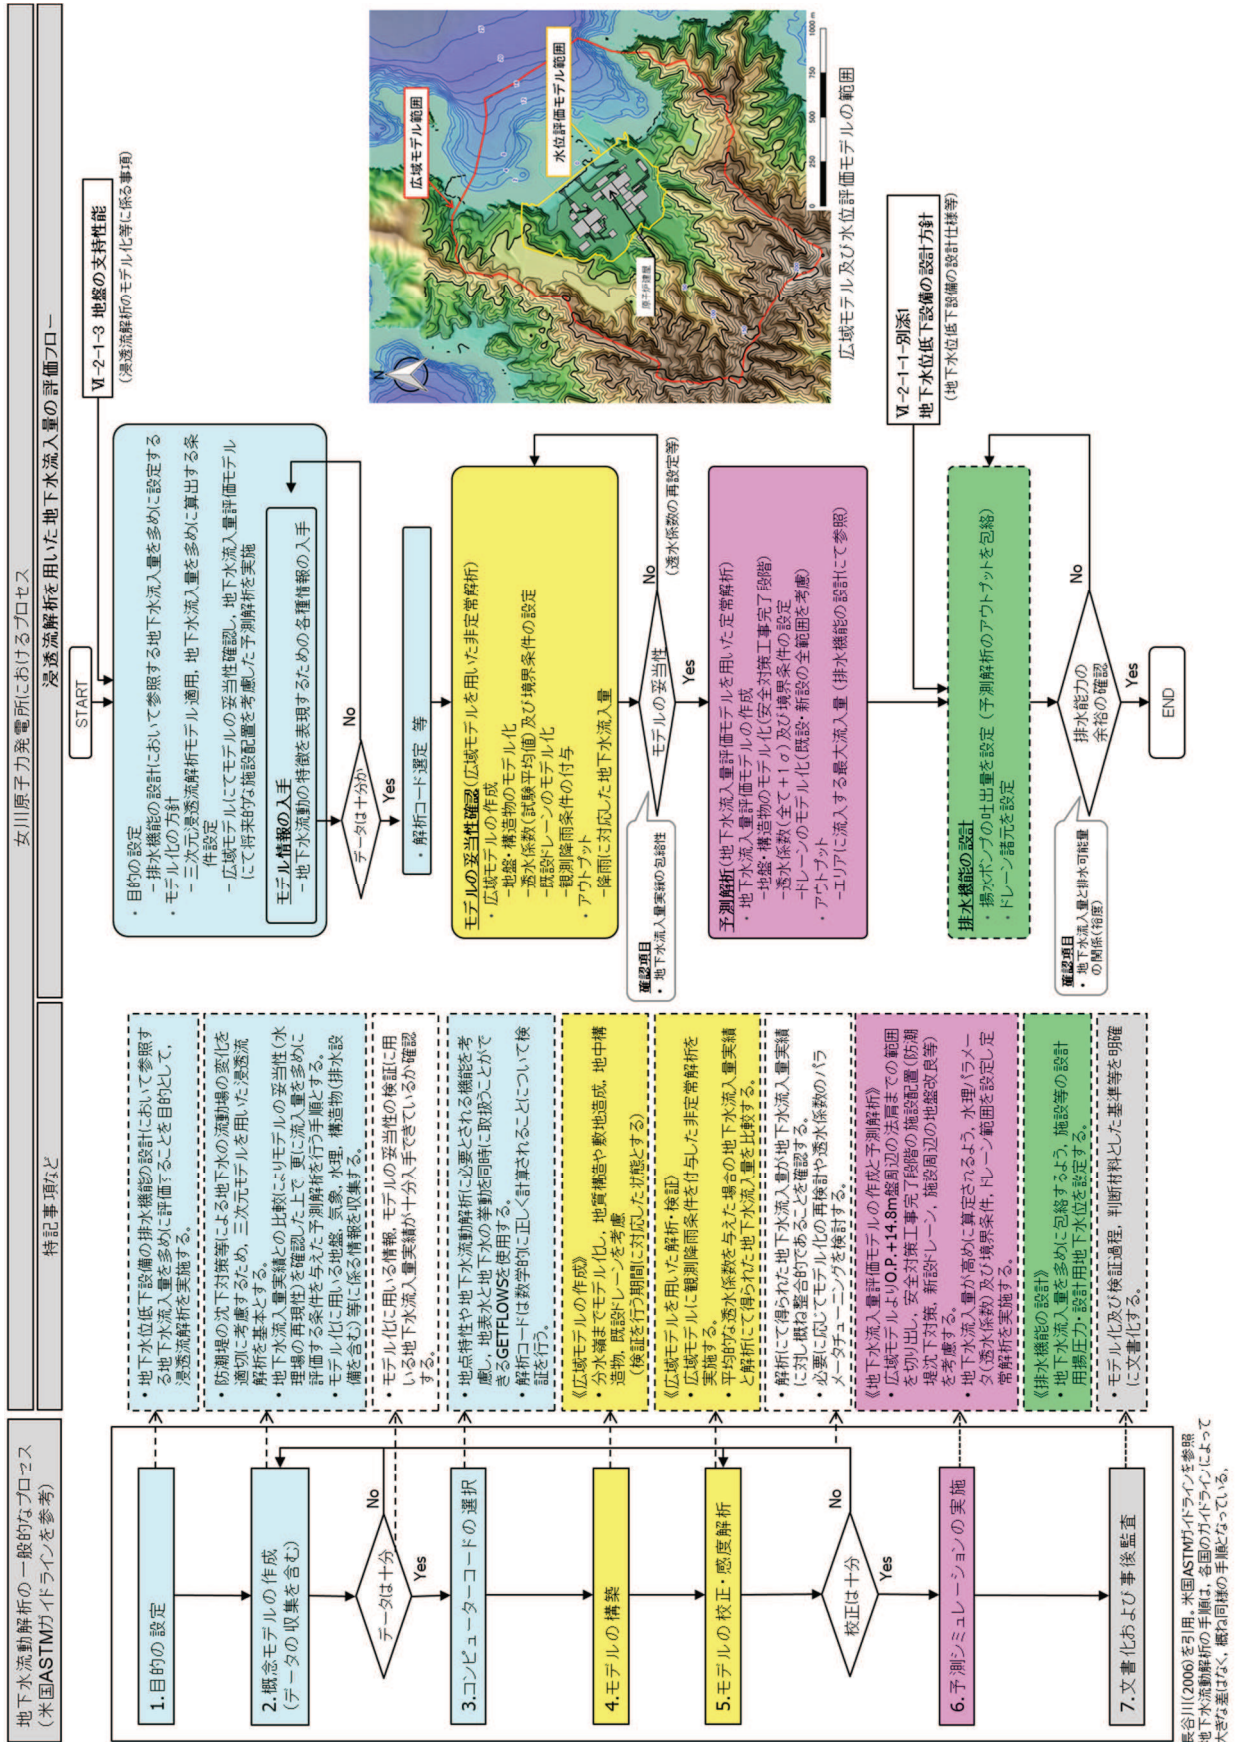 地下水流動解析の一般的なプロセス
(米国ASTMガイドラインを参考)
1.目的の設定
2.概念モデルの作成
(データの収集を含む)
データは十分
No
Yes
3.コンピューターコードの選択
4.モデルの構築
5.モデルの校正・感度解析
校正は十分
No
Yes
6.予測シミュレーションの実施
7.文書化および事後監査
長谷川(2006)を引用。米国ASTMガイドラインを参照
地下水流動解析の手順は、各国のガイドラインによって
大きな差はなく、概ね同様の手順となっている。
女川原子力発電所におけるプロセス
特記事項など
・地下水位低下設備の排水機能の設計において参照す
る地下水流入量を多めに評価することを目的として、
浸透流解析を実施する。
・防潮堤の沈下対策等による地下水の流動場の変化を
適切に考慮するため、三次元モデルを用いた浸透流
解析を基本とする。
・地下水流入量実績との比較によりモデルの妥当性(水
理場の再現性)を確認した上で、更に流入量を多めに
評価する条件を与えた予測解析を行う手順とする。
・モデル化に用いる地盤、気象、水理、構造物(排水設
備を含む)等に係る情報を収集する。
・モデル化に用いる情報、モデルの妥当性の検証に用
いる地下水流入量実績が十分入手できているか確認
する。
・地点特性や地下水流動解析に必要とされる機能を考
慮し、地表水と地下水の挙動を同時に取扱うことがで
きるGETFLOWSを使用する。
・解析コードは数学的に正しく計算されることについて検
証を行う。
《広域モデルの作成》
・分水嶺までモデル化し、地質構造や敷地造成、地中構
造物、既設ドレーンを考慮
(検証を行う期間に対応した状態とする)
《広域モデルを用いた解析・検証》
・広域モデルに観測降雨条件を付与した非定常解析を
実施する。
・平均的な透水係数を与えた場合の地下水流入量実績
と解析にて得られた地下水流入量を比較する。
・解析にて得られた地下水流入量が地下水流入量実績
に対し概ね整合的であることを確認する。
・必要に応じてモデル化の再検討や透水係数のパラ
メータチューニングを検討する。
《地下水流入量評価モデルの作成と予測解析》
・広域モデルよりO.P.+14.8m盤周辺の法肩までの範囲
を切り出し、安全対策工事完了段階の施設配置(防潮
堤沈下対策、新設ドレーン、施設周辺の地盤改良等)
を考慮する。
・地下水流入量が高めに算定されるよう、水理パラメー
タ(透水係数)及び境界条件、ドレーン範囲を設定し定
常解析を実施する。
《排水機能の設計》
・地下水流入量を多めに包絡するよう、施設等の設計
用揚圧力・設計用地下水位を設定する。
・モデル化及び検証過程、判断材料とした基準等を明確
に文書化する。
浸透流解析を用いた地下水流入量の評価フロー
START
Ⅵ-2-1-3 地盤の支持性能
(浸透流解析のモデル化等に係る事項)
・目的の設定
−排水機能の設計において参照する地下水流入量を多めに設定する
・モデル化の方針
−三次元浸透流解析モデル適用、地下水流入量を多めに算出する条
件設定
−広域モデルにてモデルの妥当性確認し、地下水流入量評価モデル
にて将来的な施設配置を考慮した予測解析を実施
モデル情報の入手
−地下水流動の特徴を表現するための各種情報の入手
データは十分か
No
Yes
・解析コード選定 等
モデルの妥当性確認(広域モデルを用いた非定常解析)
・広域モデルの作成
−地盤・構造物のモデル化
−透水係数(試験平均値)及び境界条件の設定
−既設ドレーンのモデル化
−観測降雨条件の付与
・アウトプット
−降雨に対応した地下水流入量
モデルの妥当性
No
(透水係数の再設定等)
Yes
確認項目
・地下水流入量実績の包絡性
予測解析(地下水流入量評価モデルを用いた定常解析)
・地下水流入量評価モデルの作成
−地盤・構造物のモデル化(安全対策工事完了段階)
−透水係数(全て+1σ)及び境界条件の設定
−ドレーンのモデル化(既設・新設の全範囲を考慮)
・アウトプット
−エリアに流入する最大流入量(排水機能の設計にて参照)
Ⅵ-2-1-1-別添1
地下水位低下設備の設計方針
(地下水位低下設備の設計仕様等)
排水機能の設計
・揚水ポンプの吐出量を設定(予測解析のアウトプットを包絡)
・ドレーン諸元を設定
排水能力の
余裕の確認
No
Yes
確認項目
・地下水流入量と排水可能量
の関係(裕度)
END
N
広域モデル範囲
水位評価モデル範囲
原子炉建屋
0 250 500 750 1000 m
広域モデル及び水位評価モデルの範囲